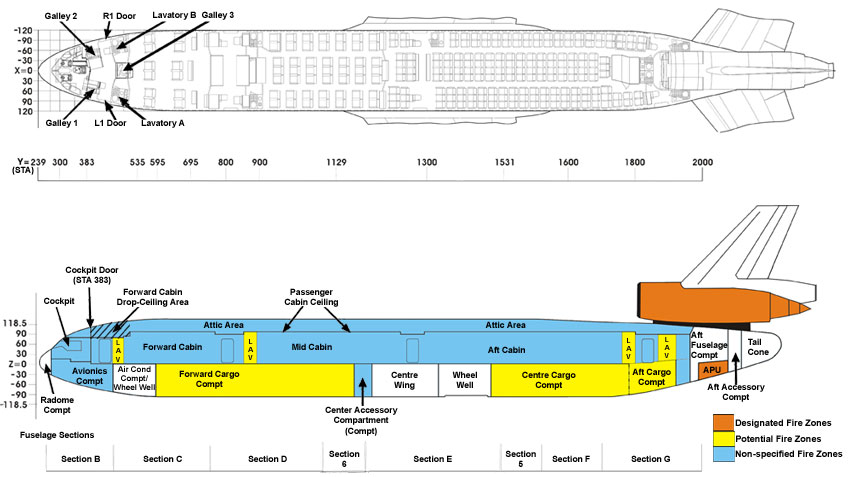 Galley 2
R1 Door
Lavatory B
Galley 3
-120
-90
-60
-30
X=0
30
60
90
120
Galley 1
L1 Door
Lavatory A
Y= 239 300 383 535 595 695 800 900 1129 1300 1531 1600 1800 2000
(STA)
Cockpit Door
(STA 383)
Cockpit
Forward Cabin
Drop-Ceiling Area
Passenger
Cabin Ceiling
118.5
90
60
30
Z=0
-30
-60
-90
-118.5
Attic Area
Attic Area
LAV
Forward Cabin
LAV
Mid Cabin
Aft Cabin
LAV
LAV
Aft
Fuselage
Compt
Tail
Cone
Avionics
Compt
Air Cond
Compt/
Wheel Well
Forward Cargo
Compt
Centre
Wing
Wheel
Well
Centre Cargo
Compt
Aft Cargo
Compt
APU
Radome
Compt
Center Accessory
Compartment
(Compt)
Aft Accessory
Compt
Designated Fire Zones
Potential Fire Zones
Non-specified Fire Zones
Fuselage Sections
Section B
Section C
Section D
Section
6
Section E
Section
5
Section F
Section G